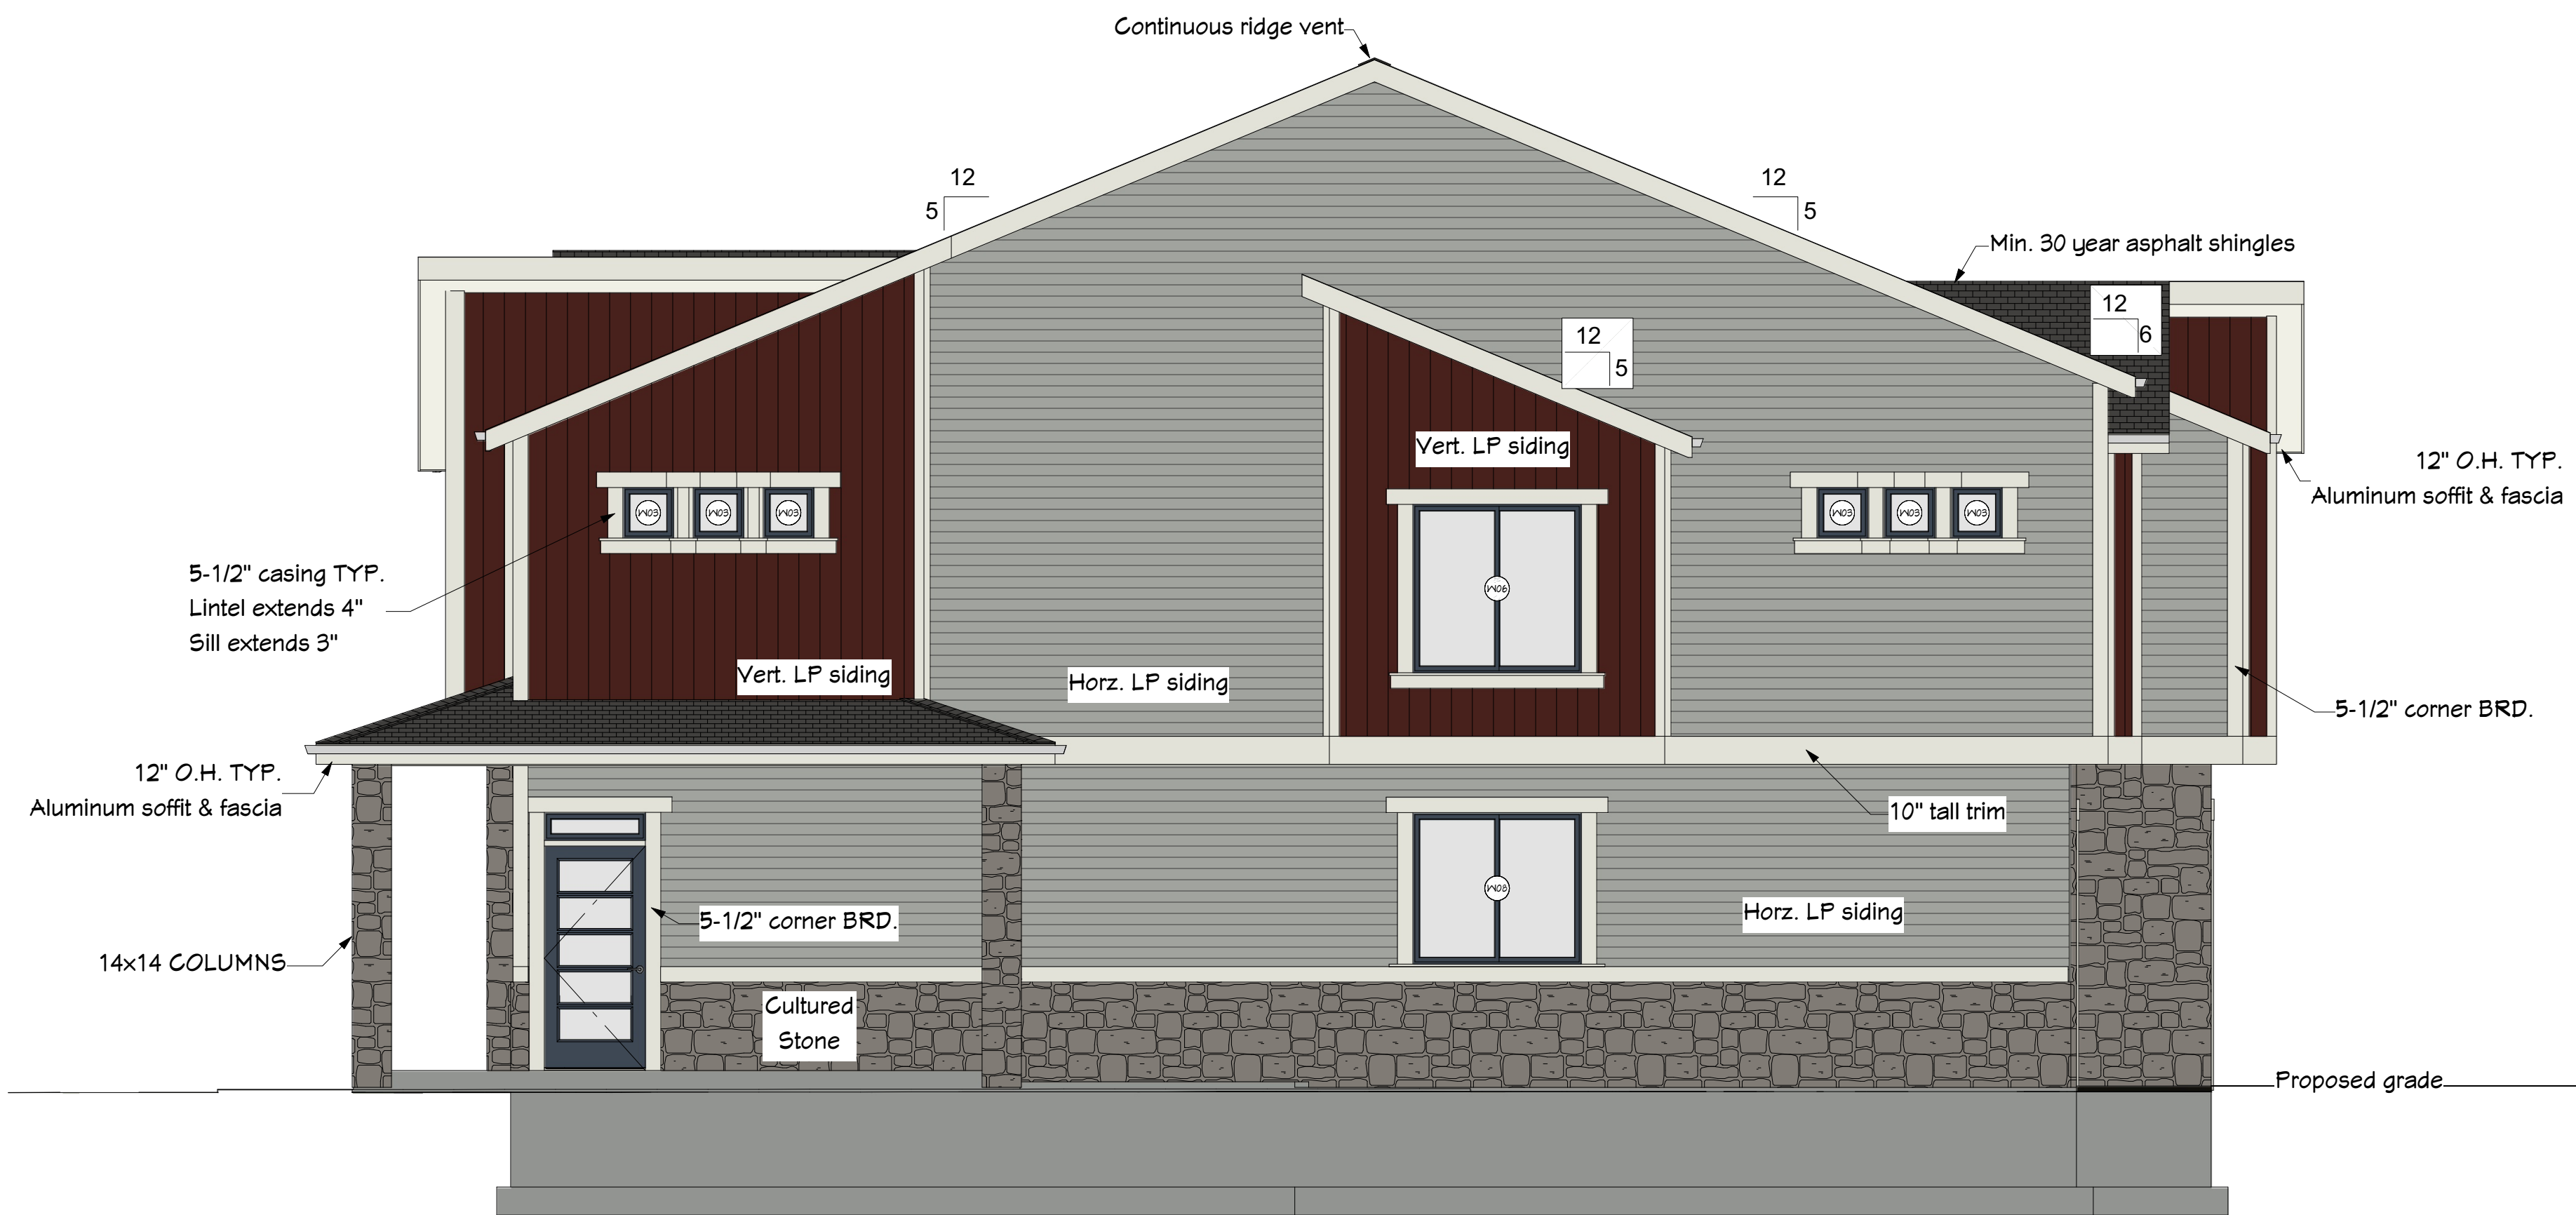 Continuous ridge vent
12
5
12
5
Min. 30 year asphalt shingles
12
6
12
5
Vert. LP siding
12" O.H. TYP.
Aluminum soffit & fascia
W03
W03
W03
W03
W03
W03
5-1/2" casing TYP.
Lintel extends 4"
Sill extends 3"
W06
Vert. LP siding
Horz. LP siding
5-1/2" corner BRD.
12" O.H. TYP.
Aluminum soffit & fascia
10" tall trim
W08
5-1/2" corner BRD.
Horz. LP siding
14x14 COLUMNS
Cultured
Stone
Proposed grade